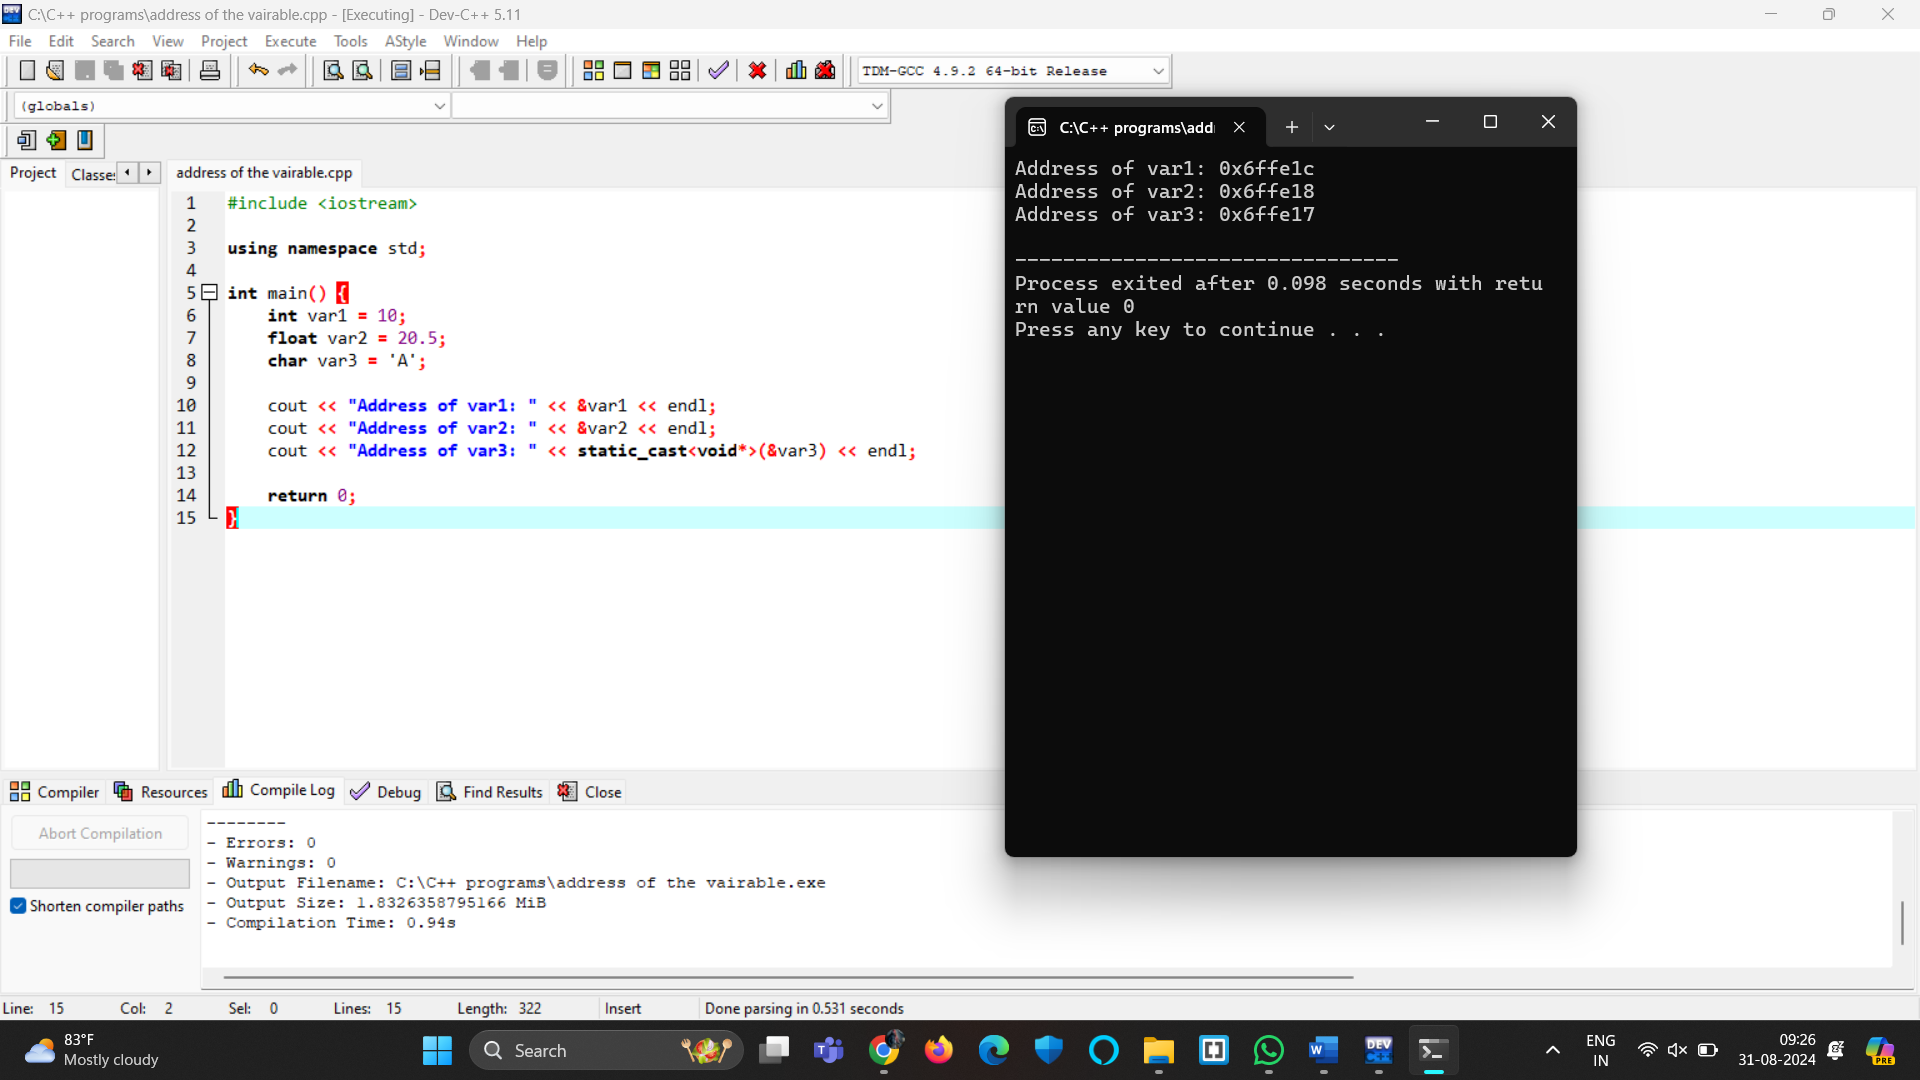 C:\C++ programs\address of the vairable.cpp - [Executing] - Dev-C++ 5.11
File Edit Search View Project Execute Tools AStyle Window Help
TDM-GCC 4.9.2 64-bit Release
(globals)
Project Classes address of the vairable.cpp
1 #include <iostream>
2
3 using namespace std;
4
5 int main() {
6 int var1 = 10;
7 float var2 = 20.5;
8 char var3 = 'A';
9
10 cout << "Address of var1: " << &var1 << endl;
11 cout << "Address of var2: " << &var2 << endl;
12 cout << "Address of var3: " << static_cast<void*>(&var3) << endl;
13
14 return 0;
15 }
C:\C++ programs\add
Address of var1: 0x6ffe1c
Address of var2: 0x6ffe18
Address of var3: 0x6ffe17
--------------------------------
Process exited after 0.098 seconds with retu
rn value 0
Press any key to continue . . .
Compiler Resources Compile Log Debug Find Results Close
Abort Compilation
Shorten compiler paths
--------
- Errors: 0
- Warnings: 0
- Output Filename: C:\C++ programs\address of the vairable.exe
- Output Size: 1.8326358795166 MiB
- Compilation Time: 0.94s
Line: 15 Col: 2 Sel: 0 Lines: 15 Length: 322 Insert Done parsing in 0.531 seconds
83°F
Mostly cloudy
Search
DEV
PRE
ENG
IN
09:26
31-08-2024